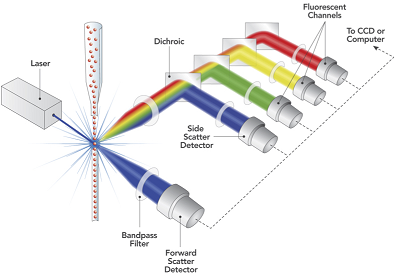 Fluorescent
Channels
To CCD or
Computer
Dichroic
Laser
Side
Scatter
Detector
Bandpass
Filter
Forward
Scatter
Detector